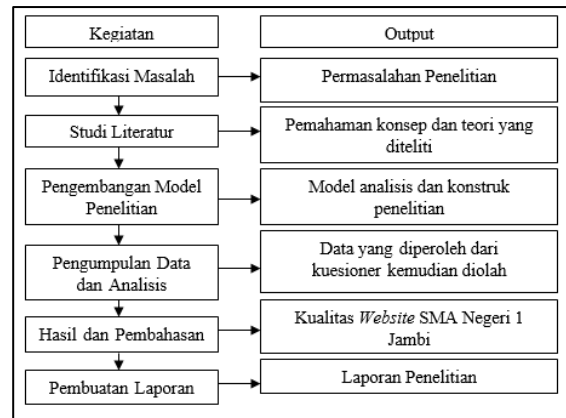 Kegiatan
Output
Identifikasi Masalah
Permasalahan Penelitian
Studi Literatur
Pemahaman konsep dan teori yang
diteliti
Pengembangan Model
Penelitian
Model analisis dan konstruk
penelitian
Pengumpulan Data
dan Analisis
Data yang diperoleh dari
kuesioner kemudian diolah
Hasil dan Pembahasan
Kualitas Website SMA Negeri 1
Jambi
Pembuatan Laporan
Laporan Penelitian